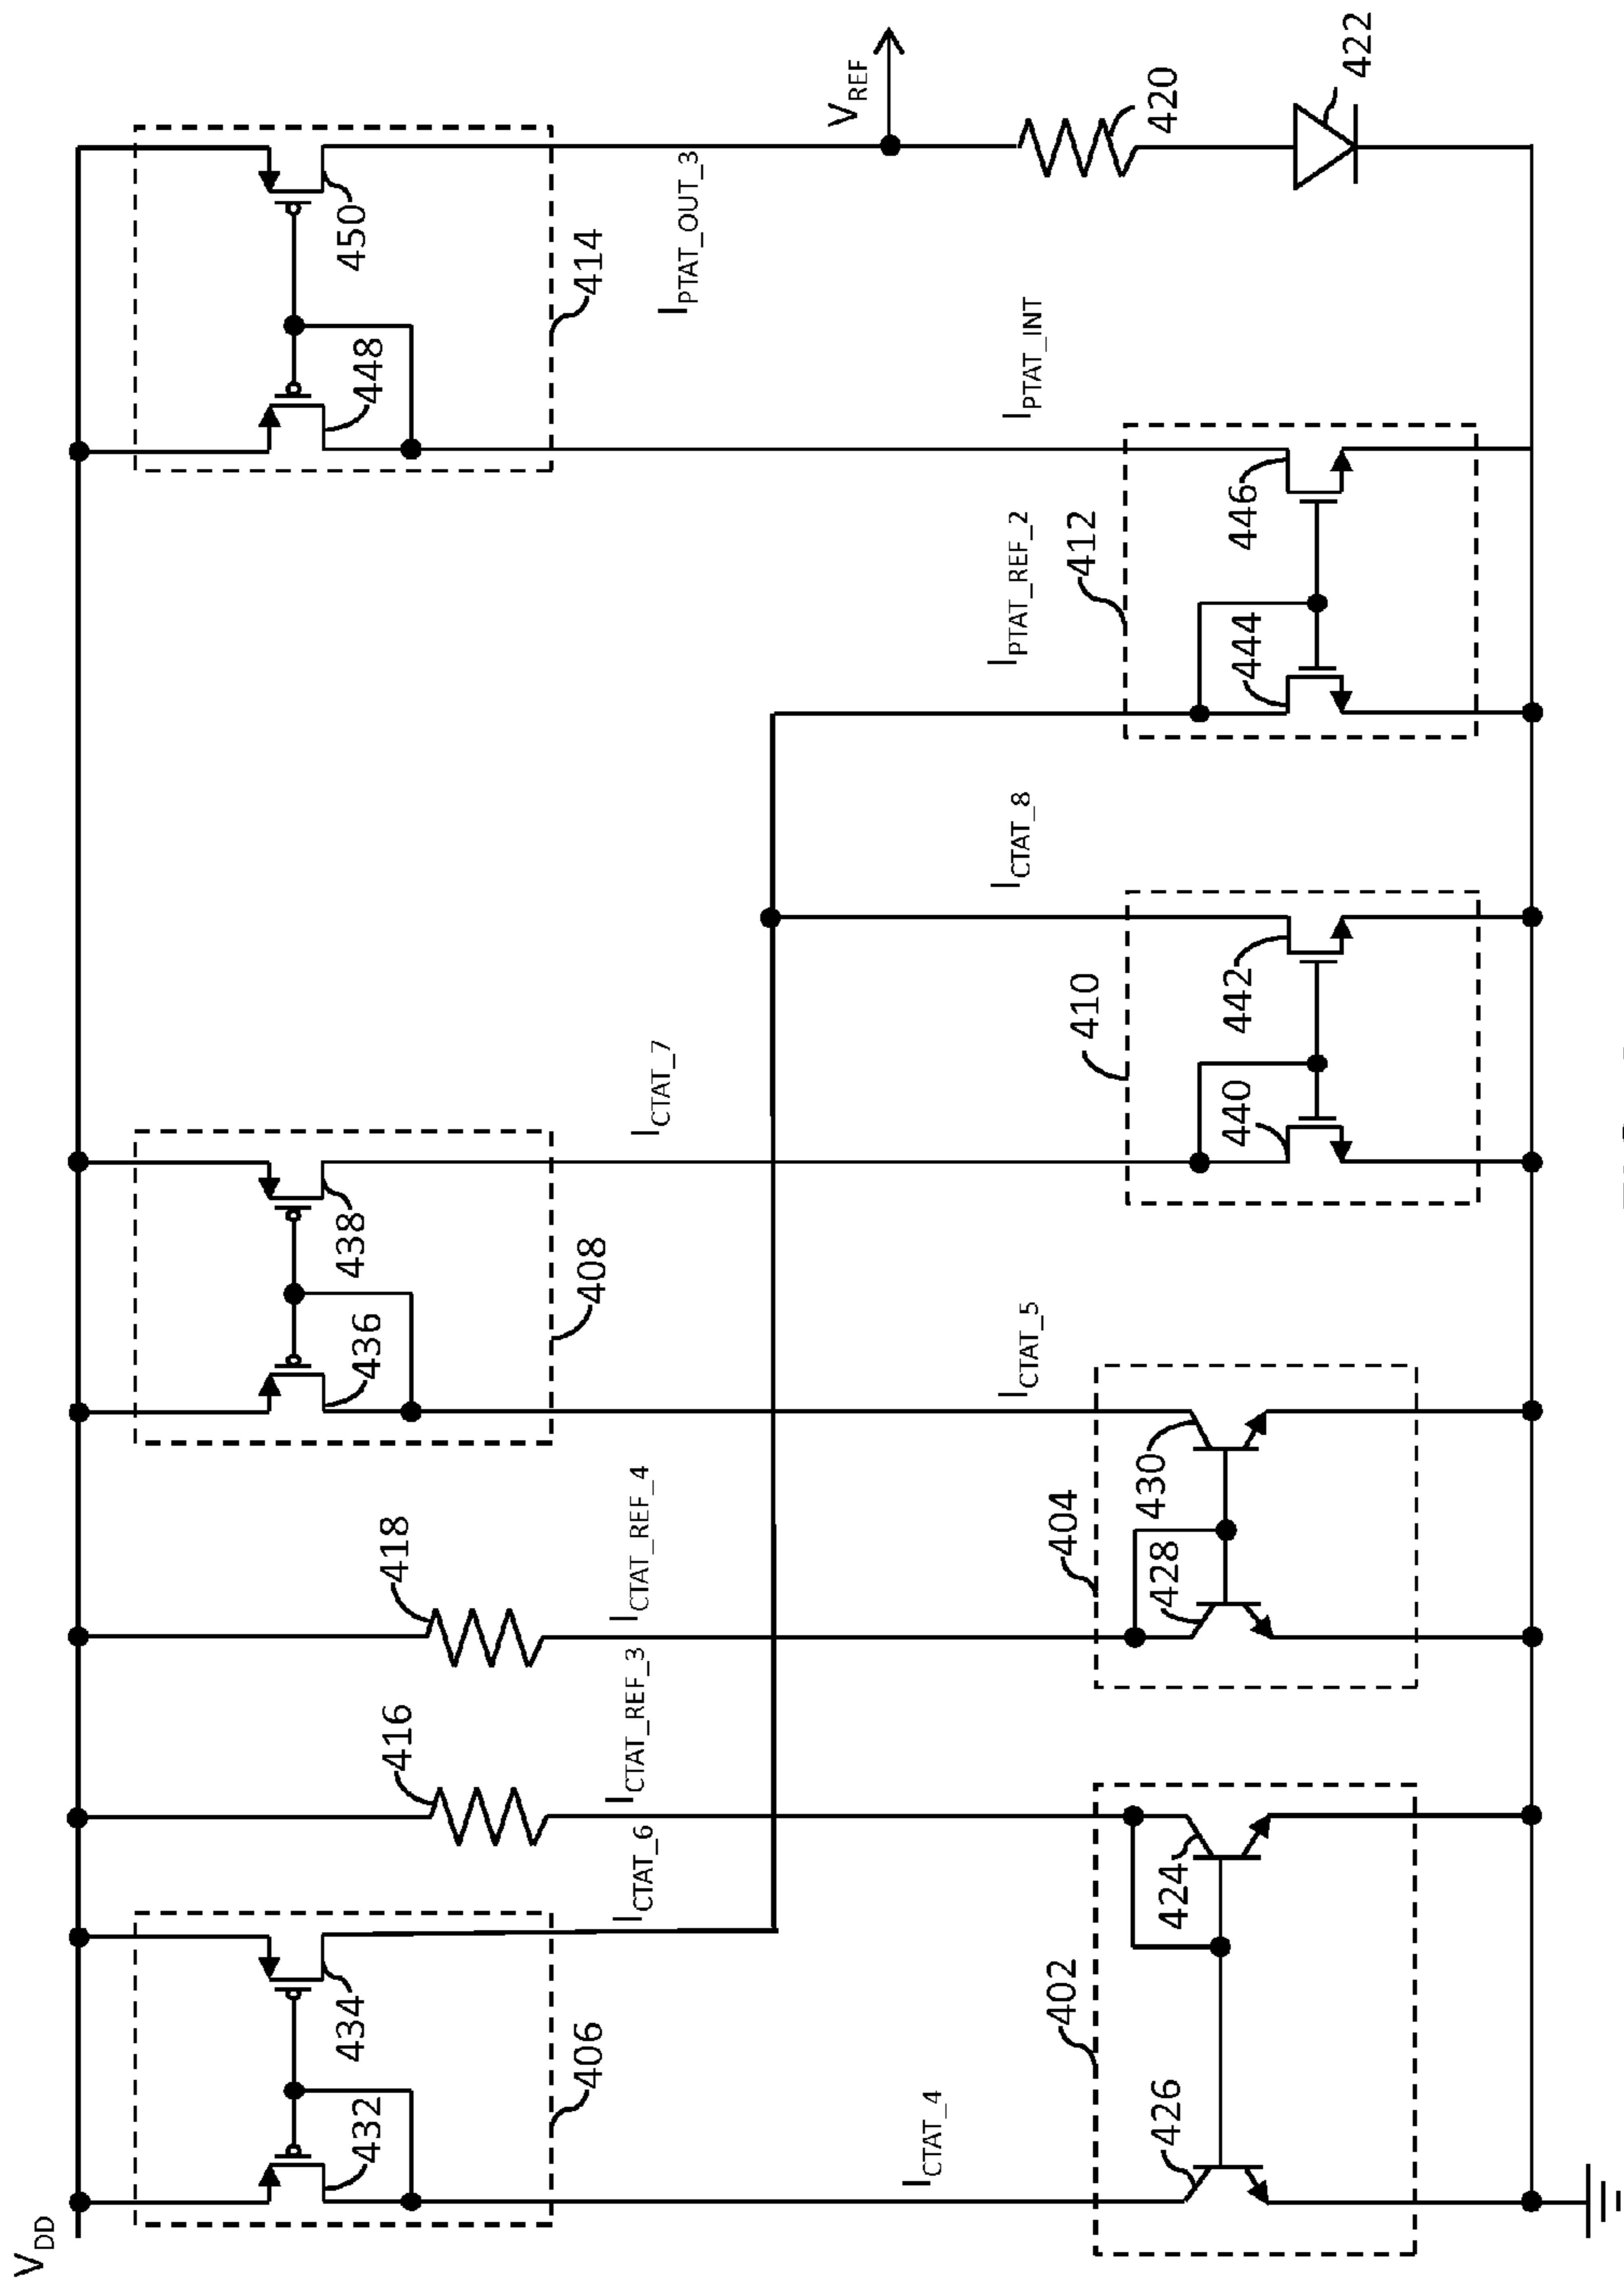 V_DD
432
434
406
I_CTAT_4
I_CTAT_6
426
424
402
416
I_CTAT_REF_3
418
I_CTAT_REF_4
428
430
404
I_CTAT_5
436
438
408
I_CTAT_7
440
442
410
I_CTAT_8
444
446
412
I_PTAT_REF_2
I_PTAT_INT
448
450
414
I_PTAT_OUT_3
V_REF
420
422